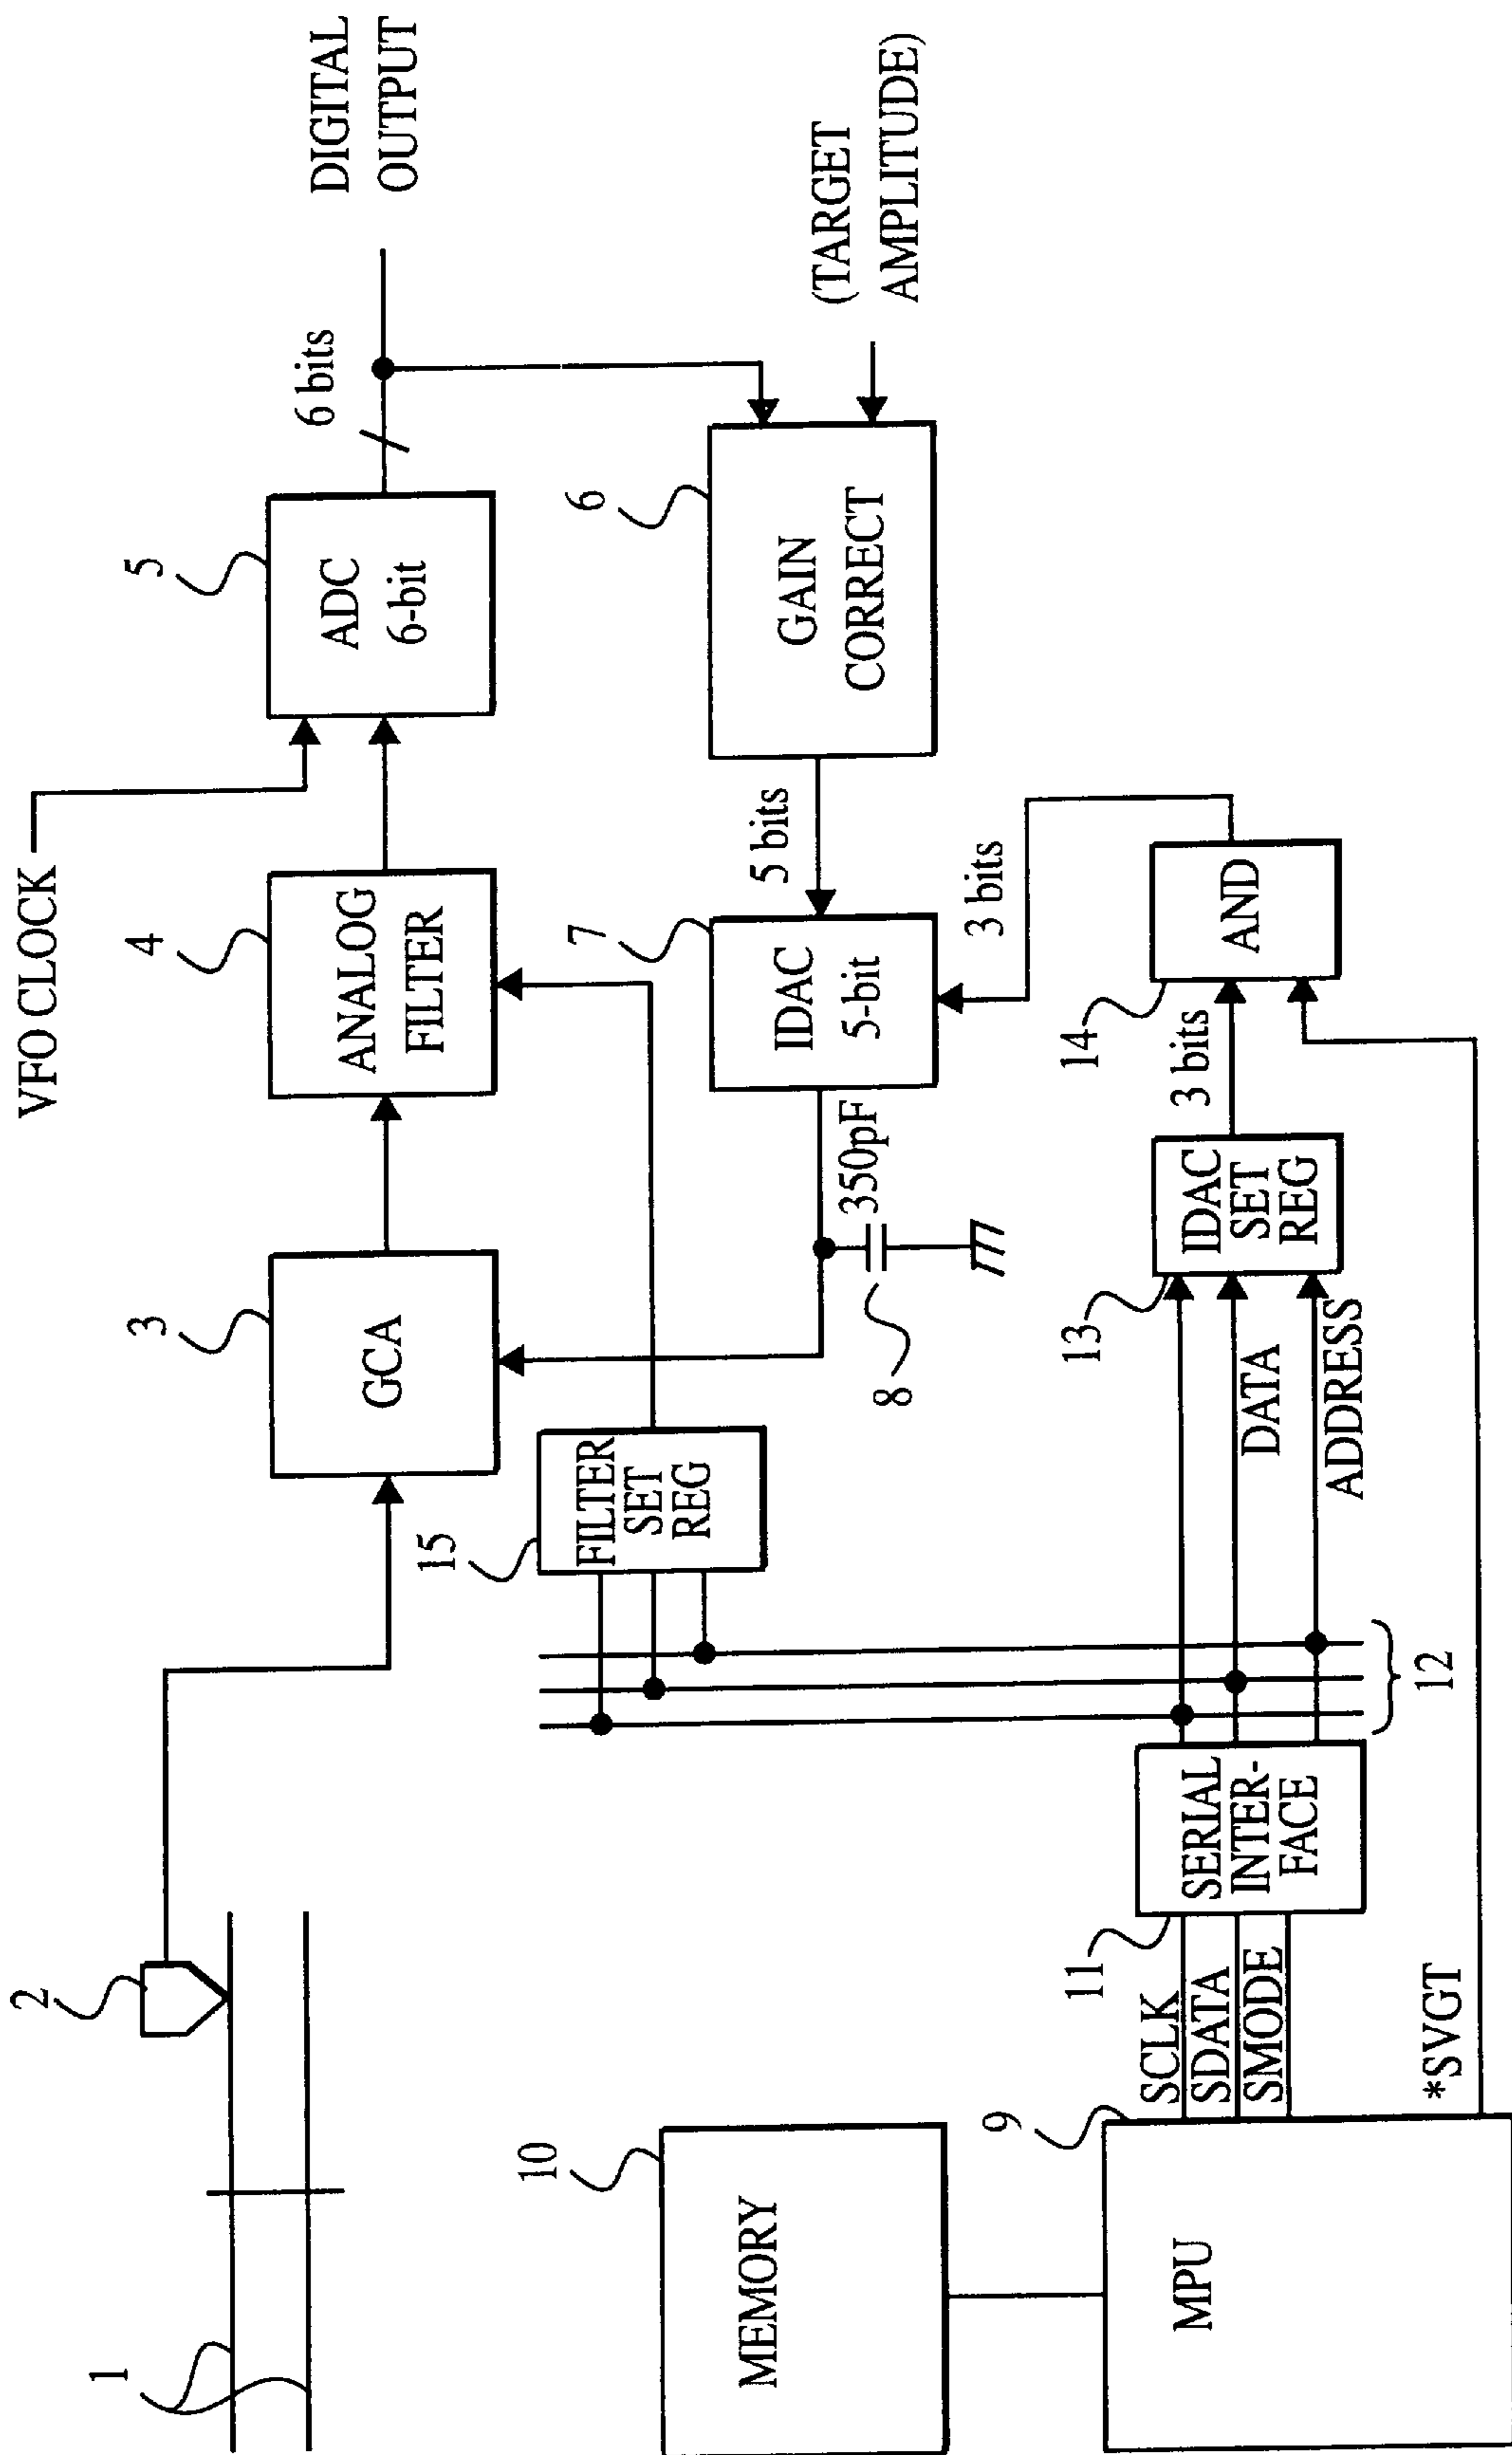 VFO CLOCK
1
2
3
GCA
4
ANALOG
FILTER
5
ADC
6-bit
6 bits
DIGITAL
OUTPUT
15
FILTER
SET
REG
8
350pF
7
IDAC
5-bit
5 bits
6
GAIN
CORRECT
(TARGET
AMPLITUDE)
10
MEMORY
9
MPU
SCLK
SDATA
SMODE
*SVGT
11
SERIAL
INTER-
FACE
12
DATA
ADDRESS
13
IDAC
SET
REG
3 bits
14
AND
3 bits